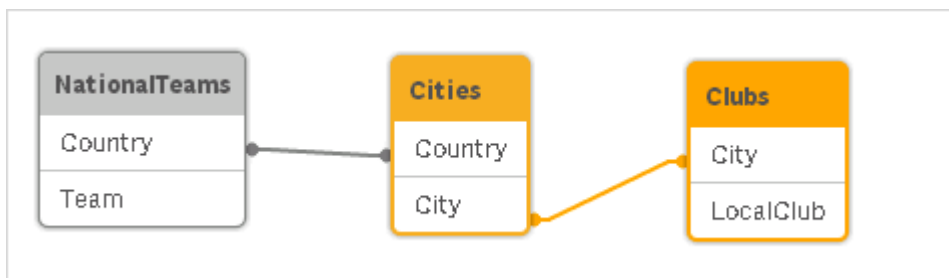 NationalTeams
Country
Team
Cities
Country
City
Clubs
City
LocalClub